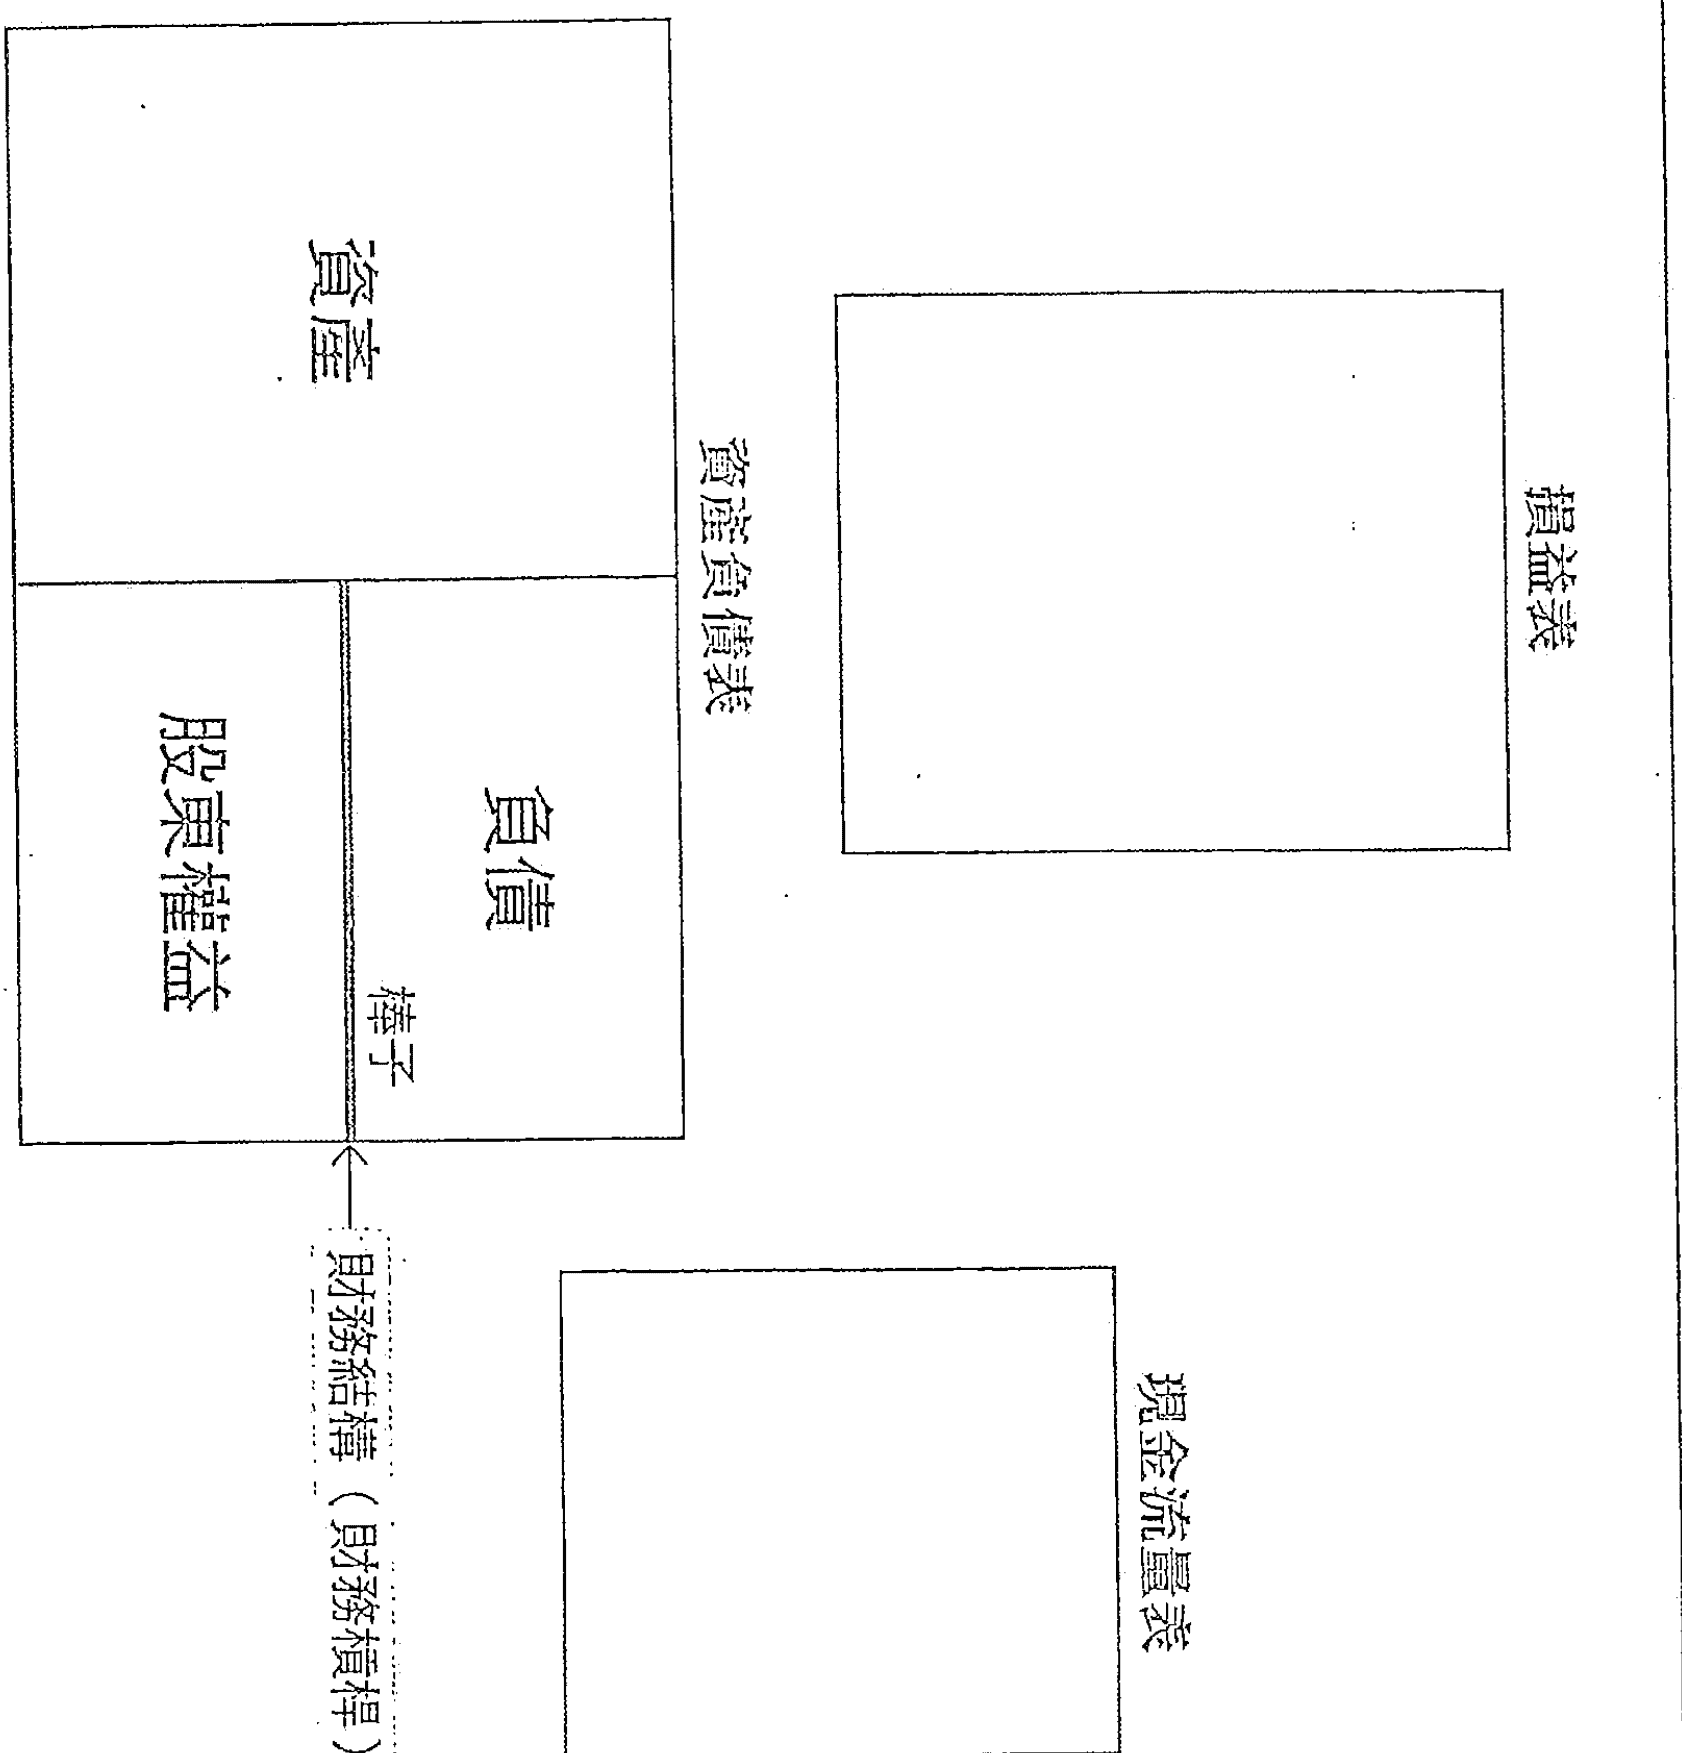 損益表
資產負債表
資產
負債
棒子
股東權益
現金流量表
財務結構（財務槓桿）